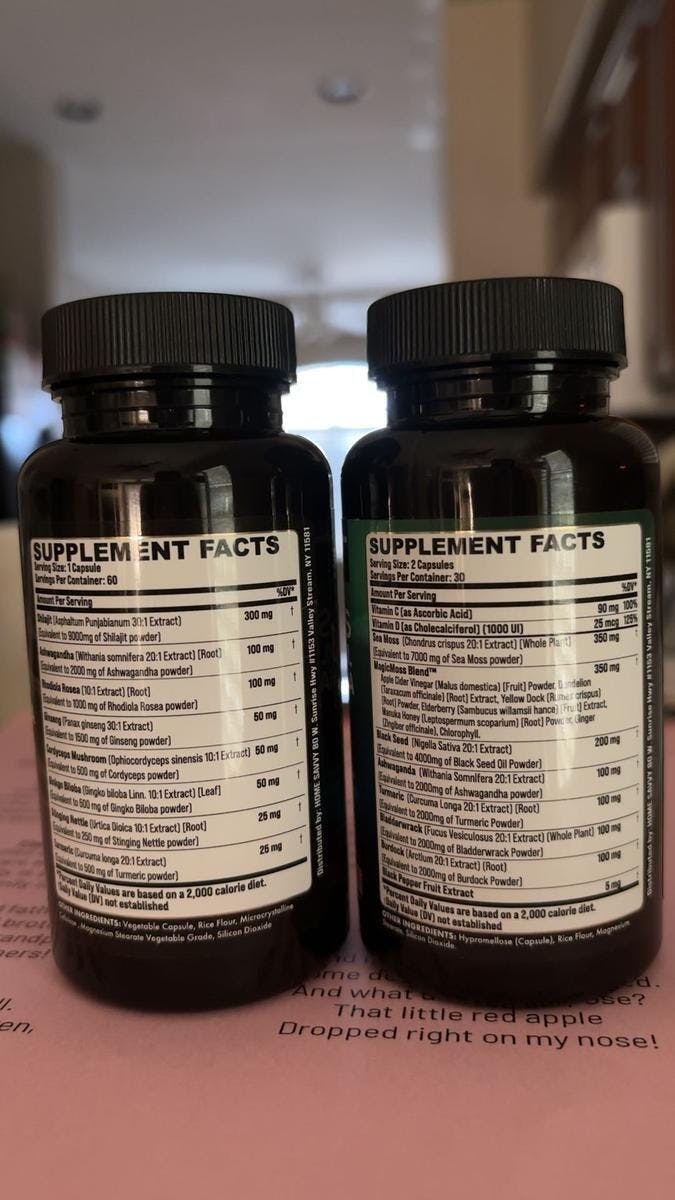 SUPPLEMENT FACTS
Serving Size: 1 Capsule
Servings Per Container: 60
Amount Per Serving %DV*
Shilajit (Asphaltum Punjabianum 30:1 Extract) 300 mg †
(Equivalent to 9000mg of Shilajit powder)
Ashwagandha (Withania somnifera 20:1 Extract) [Root] 100 mg †
(Equivalent to 2000 mg of Ashwagandha powder)
Rhodiola Rosea (10:1 Extract) [Root] 100 mg †
(Equivalent to 1000 mg of Rhodiola Rosea powder)
Ginseng (Panax ginseng 30:1 Extract) 50 mg †
(Equivalent to 1500 mg of Ginseng powder)
Cordyceps Mushroom (Ophiocordyceps sinensis 10:1 Extract) 50 mg †
(Equivalent to 500 mg of Cordyceps powder)
Ginkgo Biloba (Gingko biloba Linn. 10:1 Extract) [Leaf] 50 mg †
(Equivalent to 500 mg of Gingko Biloba powder)
Stinging Nettle (Urtica Dioica 10:1 Extract) [Root] 25 mg †
(Equivalent to 250 mg of Stinging Nettle powder)
Turmeric (Curcuma longa 20:1 Extract) 25 mg †
(Equivalent to 500 mg of Turmeric powder)
*Percent Daily Values are based on a 2,000 calorie diet.
†Daily Value (DV) not established
OTHER INGREDIENTS: Vegetable Capsule, Rice Flour, Microcrystalline
Cellulose, Magnesium Stearate Vegetable Grade, Silicon Dioxide
Distributed by: HOME SAVVY 80 W. Sunrise Hwy #1153 Valley Stream, NY 11581
SUPPLEMENT FACTS
Serving Size: 2 Capsules
Servings Per Container: 30
Amount Per Serving %DV*
Vitamin C (as Ascorbic Acid) 90 mg 100%
Vitamin D (as Cholecalciferol) (1000 UI) 25 mcg 125%
Sea Moss (Chondrus crispus 20:1 Extract) [Whole Plant] 350 mg †
(Equivalent to 7000 mg of Sea Moss powder)
MagicMoss Blend™ 350 mg †
Apple Cider Vinegar (Malus domestica) [Fruit] Powder, Dandelion
(Taraxacum officinale) [Root] Extract, Yellow Dock (Rumex crispus)
[Root] Powder, Elderberry (Sambucus willamsii hance) [Fruit] Extract,
Manuka Honey (Leptospermum scoparium) [Root] Powder, Ginger
(Zingiber officinale), Chlorophyll.
Black Seed (Nigella Sativa 20:1 Extract) 200 mg †
(Equivalent to 4000mg of Black Seed Oil Powder)
Ashwaganda (Withania Somnifera 20:1 Extract) 100 mg †
(Equivalent to 2000mg of Ashwagandha powder)
Turmeric (Curcuma Longa 20:1 Extract) [Root] 100 mg †
(Equivalent to 2000mg of Turmeric Powder)
Bladderwrack (Fucus Vesiculosus 20:1 Extract) (Whole Plant) 100 mg †
(Equivalent to 2000mg of Bladderwrack Powder)
Burdock (Arctium 20:1 Extract) [Root] 100 mg †
(Equivalent to 2000mg of Burdock Powder)
Black Pepper Fruit Extract 5 mg †
*Percent Daily Values are based on a 2,000 calorie diet.
†Daily Value (DV) not established
OTHER INGREDIENTS: Hypromellose (Capsule), Rice Flour, Magnesium
Stearate, Silicon Dioxide.
Distributed by: HOME SAVVY 80 W. Sunrise Hwy #1153 Valley Stream, NY 11581
And what
That little red apple
Dropped right on my nose!